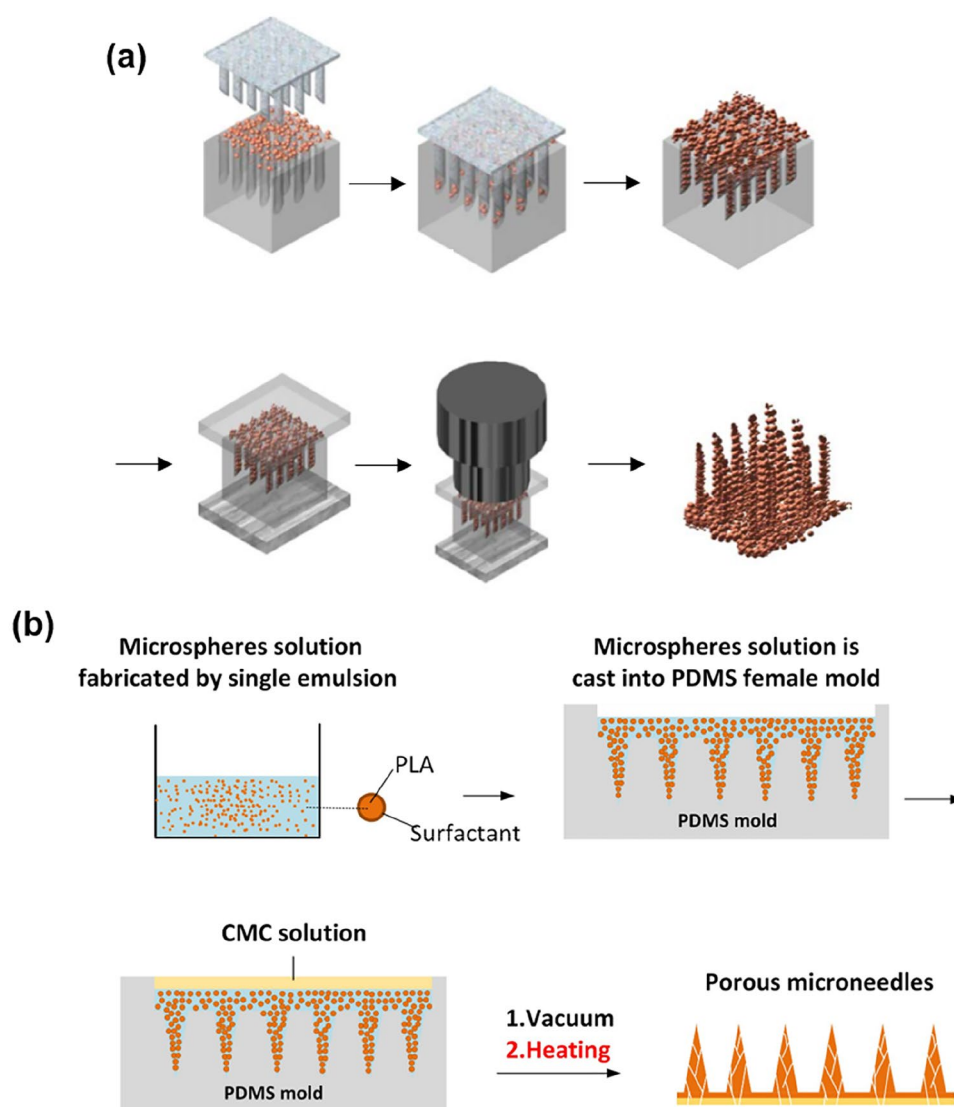 (a)
(b)
Microspheres solution
fabricated by single emulsion
Microspheres solution is
cast into PDMS female mold
PLA
Surfactant
PDMS mold
CMC solution
PDMS mold
1.Vacuum
2.Heating
Porous microneedles